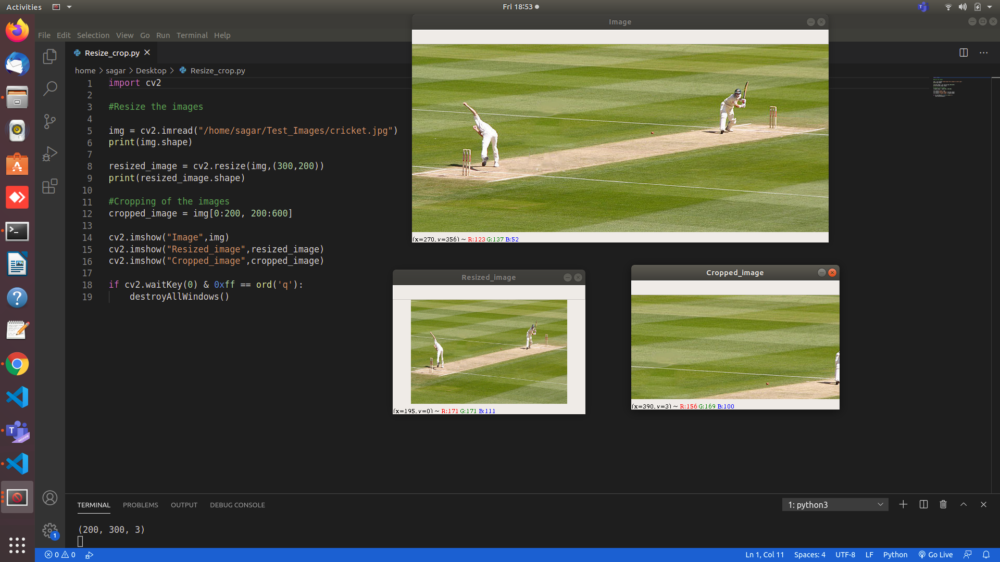 Activities
Fri 18:53
Image
File Edit Selection View Go Run Terminal Help
Resize_crop.py
home > sagar > Desktop > Resize_crop.py
1 import cv2
2
3 #Resize the images
4
5 img = cv2.imread("/home/sagar/Test_Images/cricket.jpg")
6 print(img.shape)
7
8 resized_image = cv2.resize(img,(300,200))
9 print(resized_image.shape)
10
11 #Cropping of the images
12 cropped_image = img[0:200, 200:600]
13
14 cv2.imshow("Image",img)
15 cv2.imshow("Resized_image",resized_image)
16 cv2.imshow("Cropped_image",cropped_image)
17
18 if cv2.waitKey(0) & 0xff == ord('q'):
19 destroyAllWindows()
(x=270, y=356) ~ R:123 G:137 B:52
Resized_image
(x=195, y=0) ~ R:171 G:171 B:111
Cropped_image
(x=390, y=3) ~ R:156 G:169 B:100
TERMINAL PROBLEMS OUTPUT DEBUG CONSOLE
1: python3
(200, 300, 3)
1
0 0
Ln 1, Col 11 Spaces: 4 UTF-8 LF Python Go Live